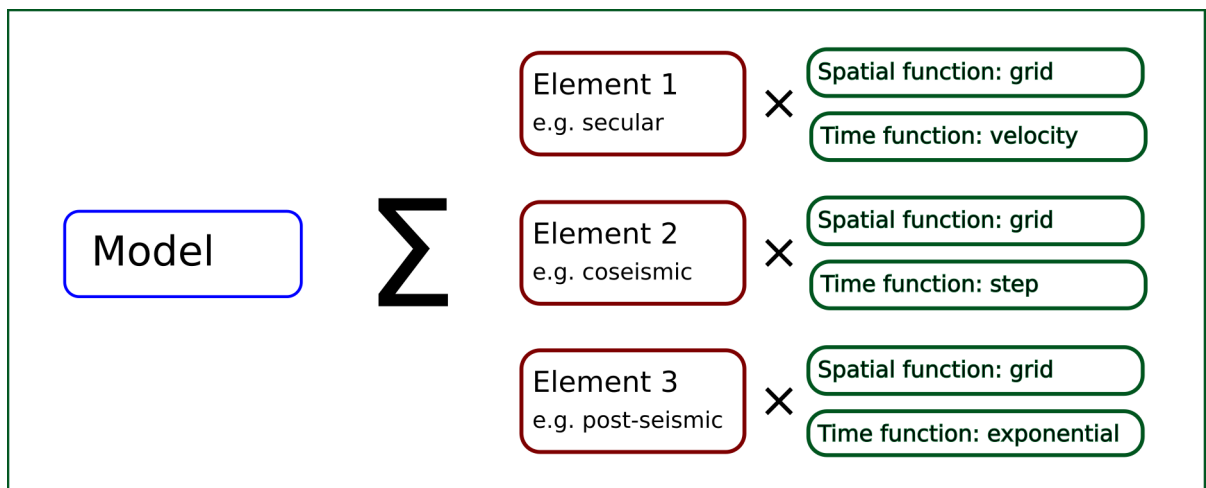 Model
Σ
Element 1
e.g. secular
×
Spatial function: grid
Time function: velocity
Element 2
e.g. coseismic
×
Spatial function: grid
Time function: step
Element 3
e.g. post-seismic
×
Spatial function: grid
Time function: exponential